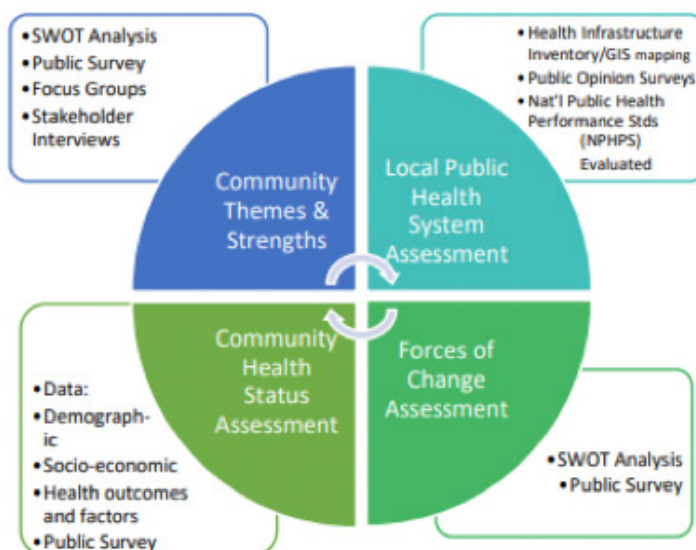 •SWOT Analysis
•Public Survey
•Focus Groups
•Stakeholder
Interviews
•Health Infrastructure
Inventory/GIS mapping
•Public Opinion Surveys
•Nat'l Public Health
Performance Stds
(NPHPS)
Evaluated
Community
Themes &
Strengths
Local Public
Health
System
Assessment
Community
Health
Status
Assessment
Forces of
Change
Assessment
•Data:
•Demograph-
ic
•Socio-economic
•Health outcomes
and factors
•Public Survey
•SWOT Analysis
•Public Survey